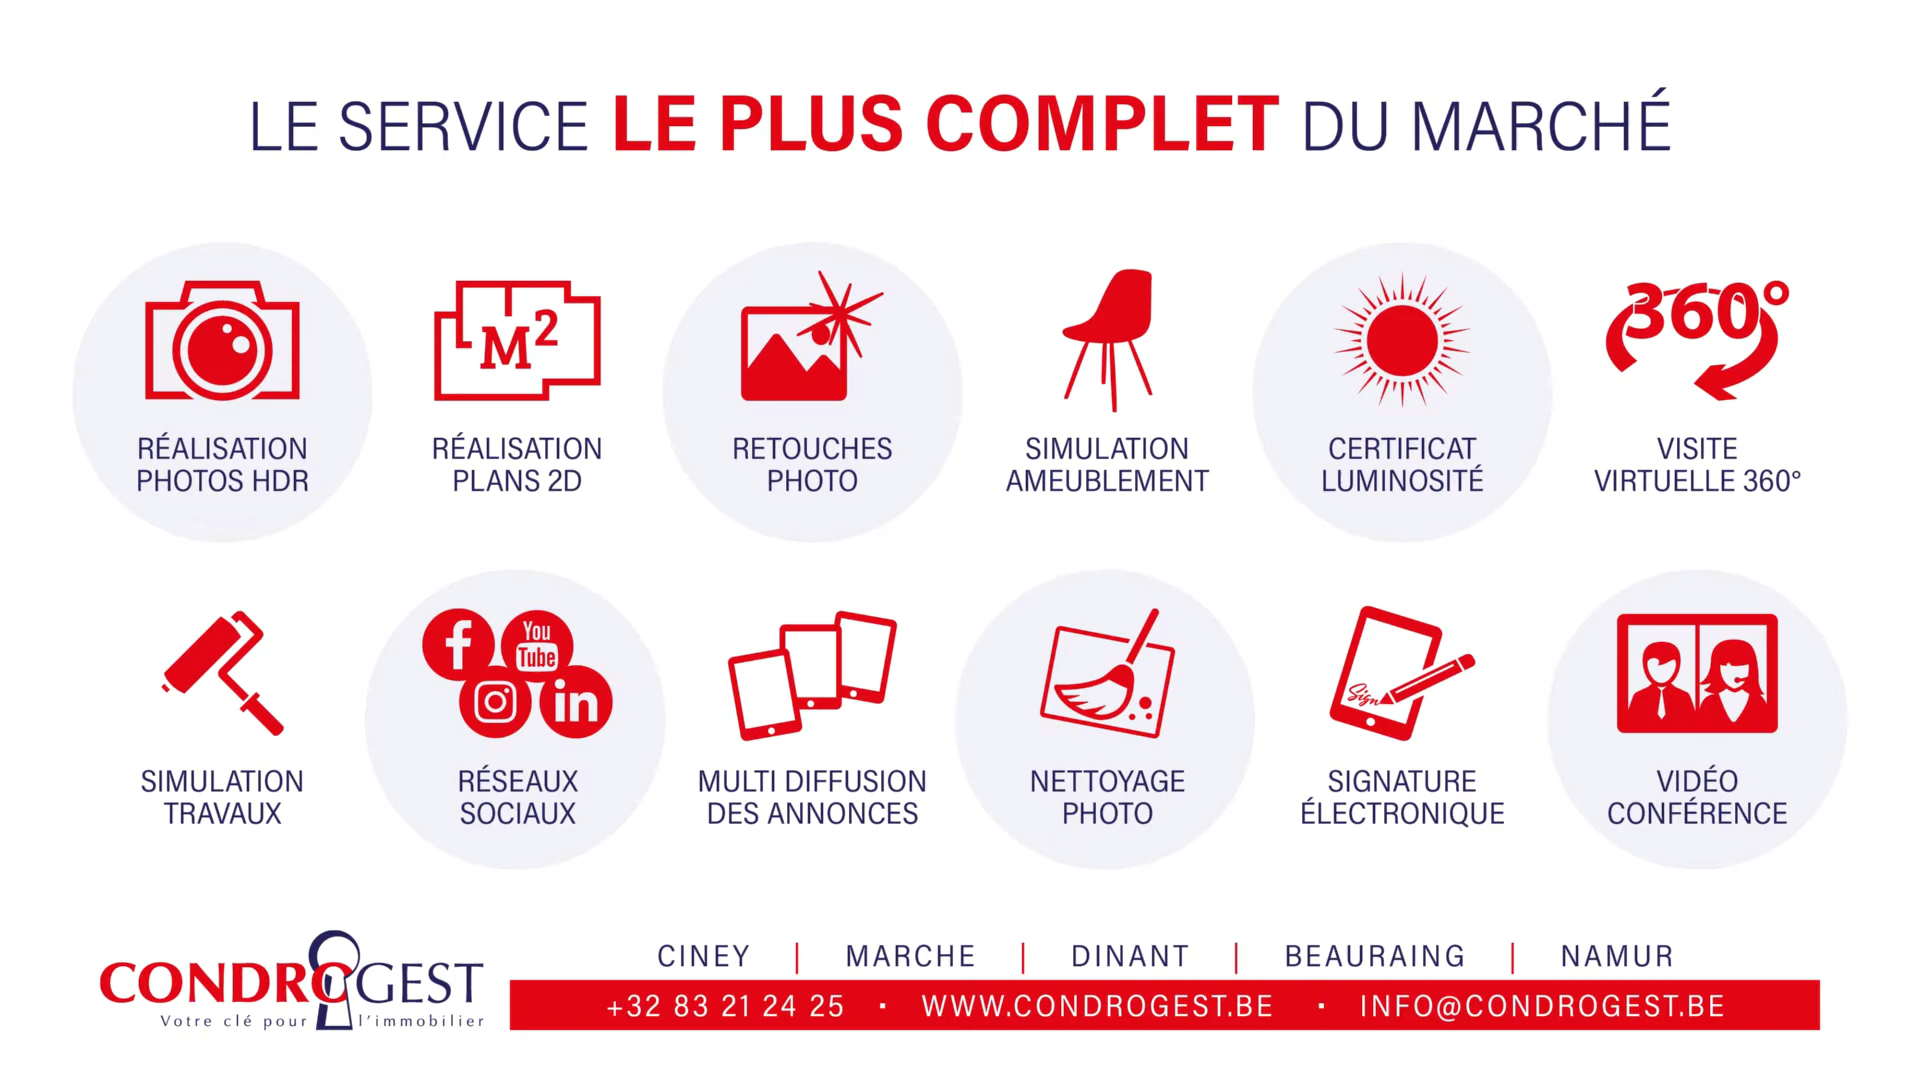 LE SERVICE LE PLUS COMPLET DU MARCHÉ
M²
360°
RÉALISATION
PHOTOS HDR
RÉALISATION
PLANS 2D
RETOUCHES
PHOTO
SIMULATION
AMEUBLEMENT
CERTIFICAT
LUMINOSITÉ
VISITE
VIRTUELLE 360°
f
You
Tube
in
Sign
SIMULATION
TRAVAUX
RÉSEAUX
SOCIAUX
MULTI DIFFUSION
DES ANNONCES
NETTOYAGE
PHOTO
SIGNATURE
ÉLECTRONIQUE
VIDÉO
CONFÉRENCE
CONDROGEST
Votre clé pour l'immobilier
CINEY | MARCHE | DINANT | BEAURAING | NAMUR
+32 83 21 24 25 · WWW.CONDROGEST.BE · INFO@CONDROGEST.BE